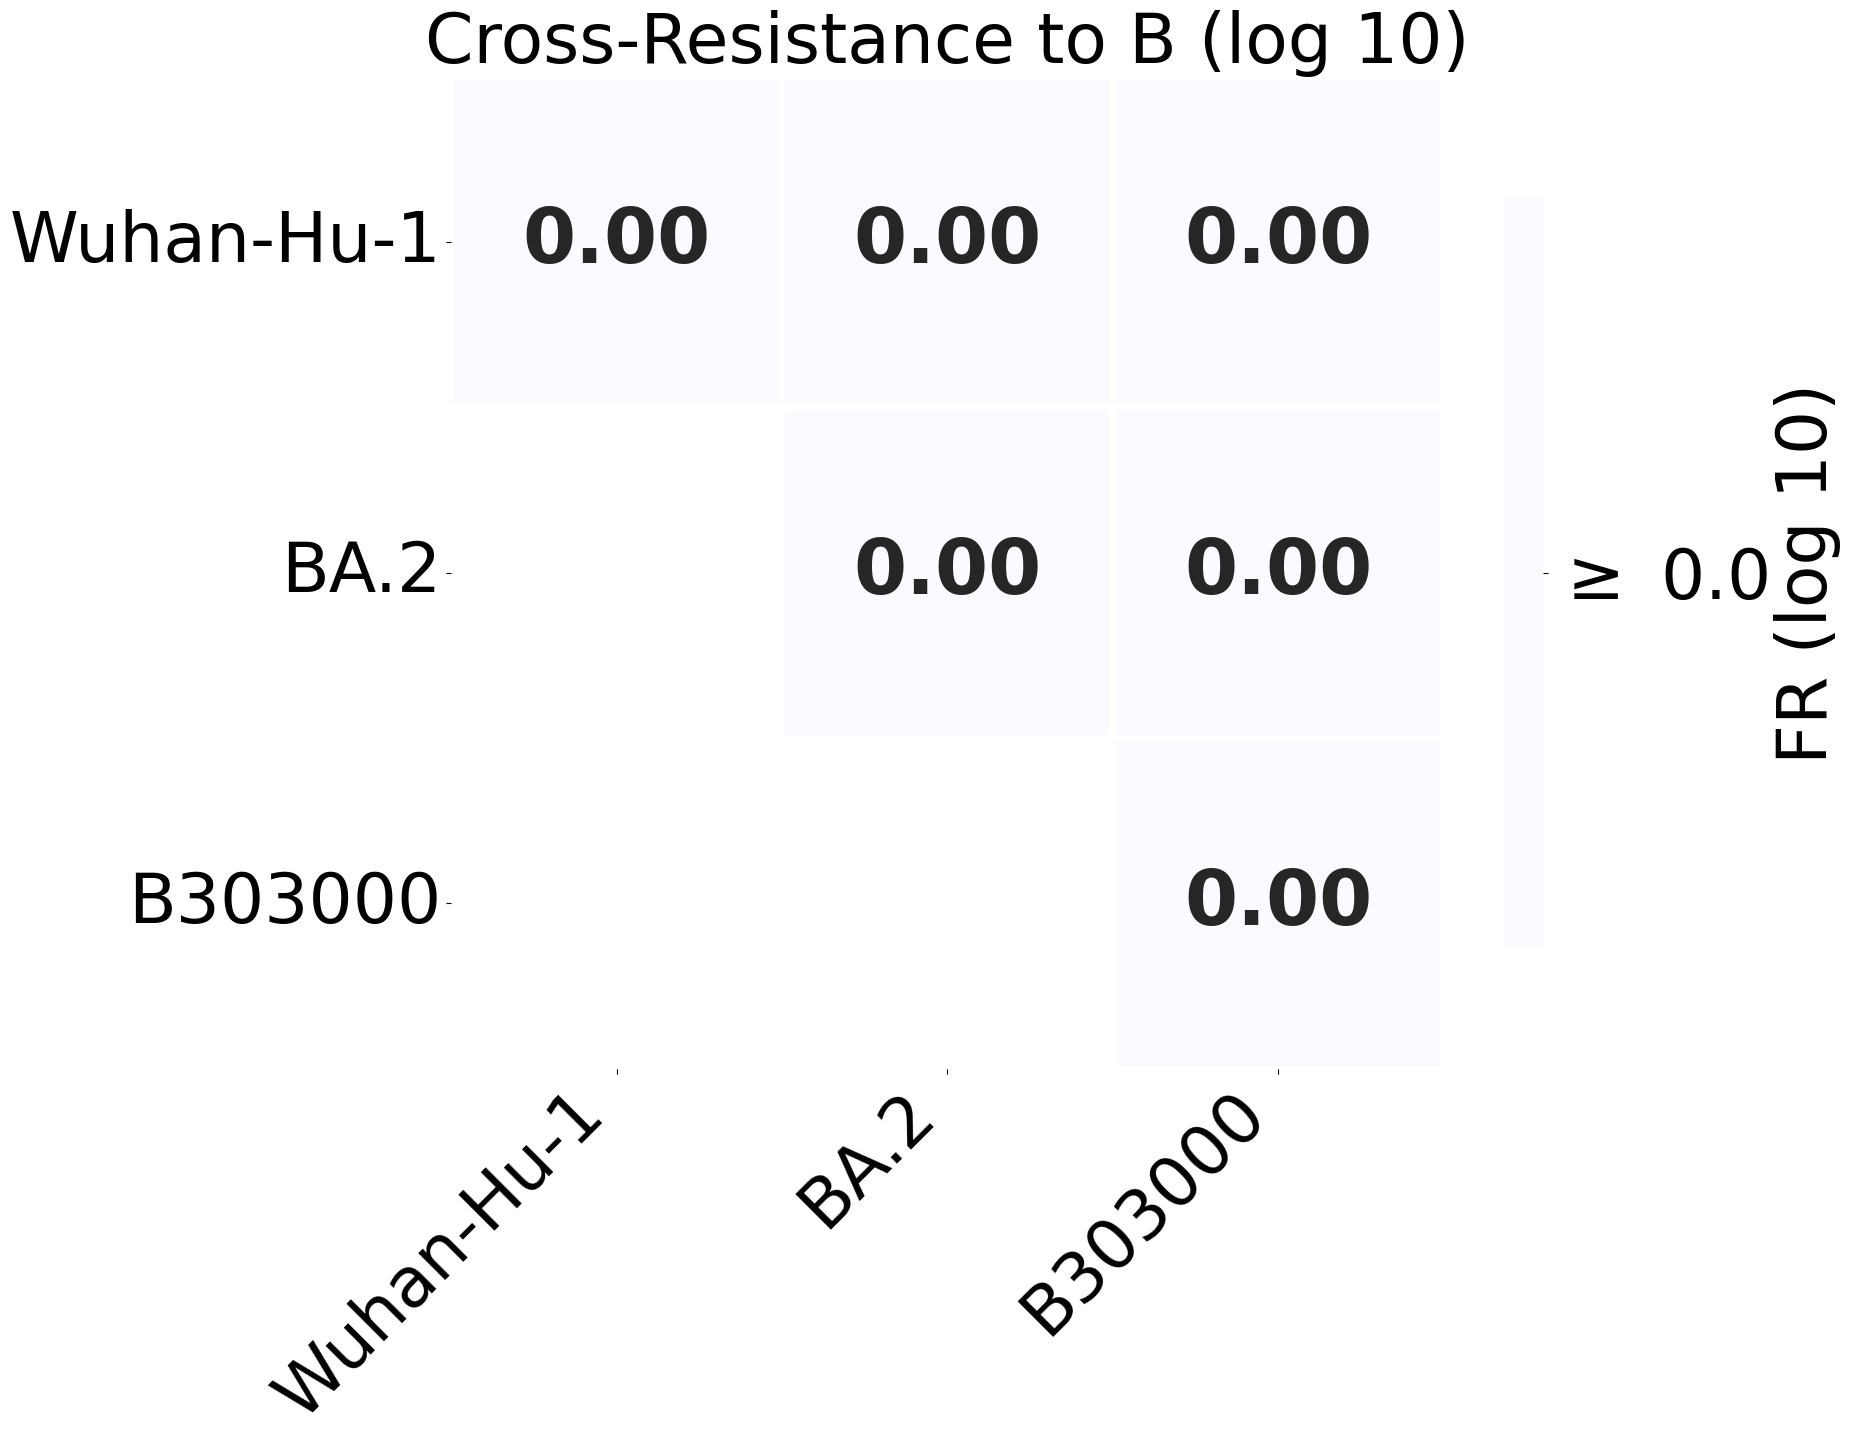 Cross-Resistance to B (log 10)
Wuhan-Hu-1 0.00 0.00 0.00
BA.2 0.00 0.00
B303000 0.00
Wuhan-Hu-1 BA.2 B303000
≥ 0.0
FR (log 10)